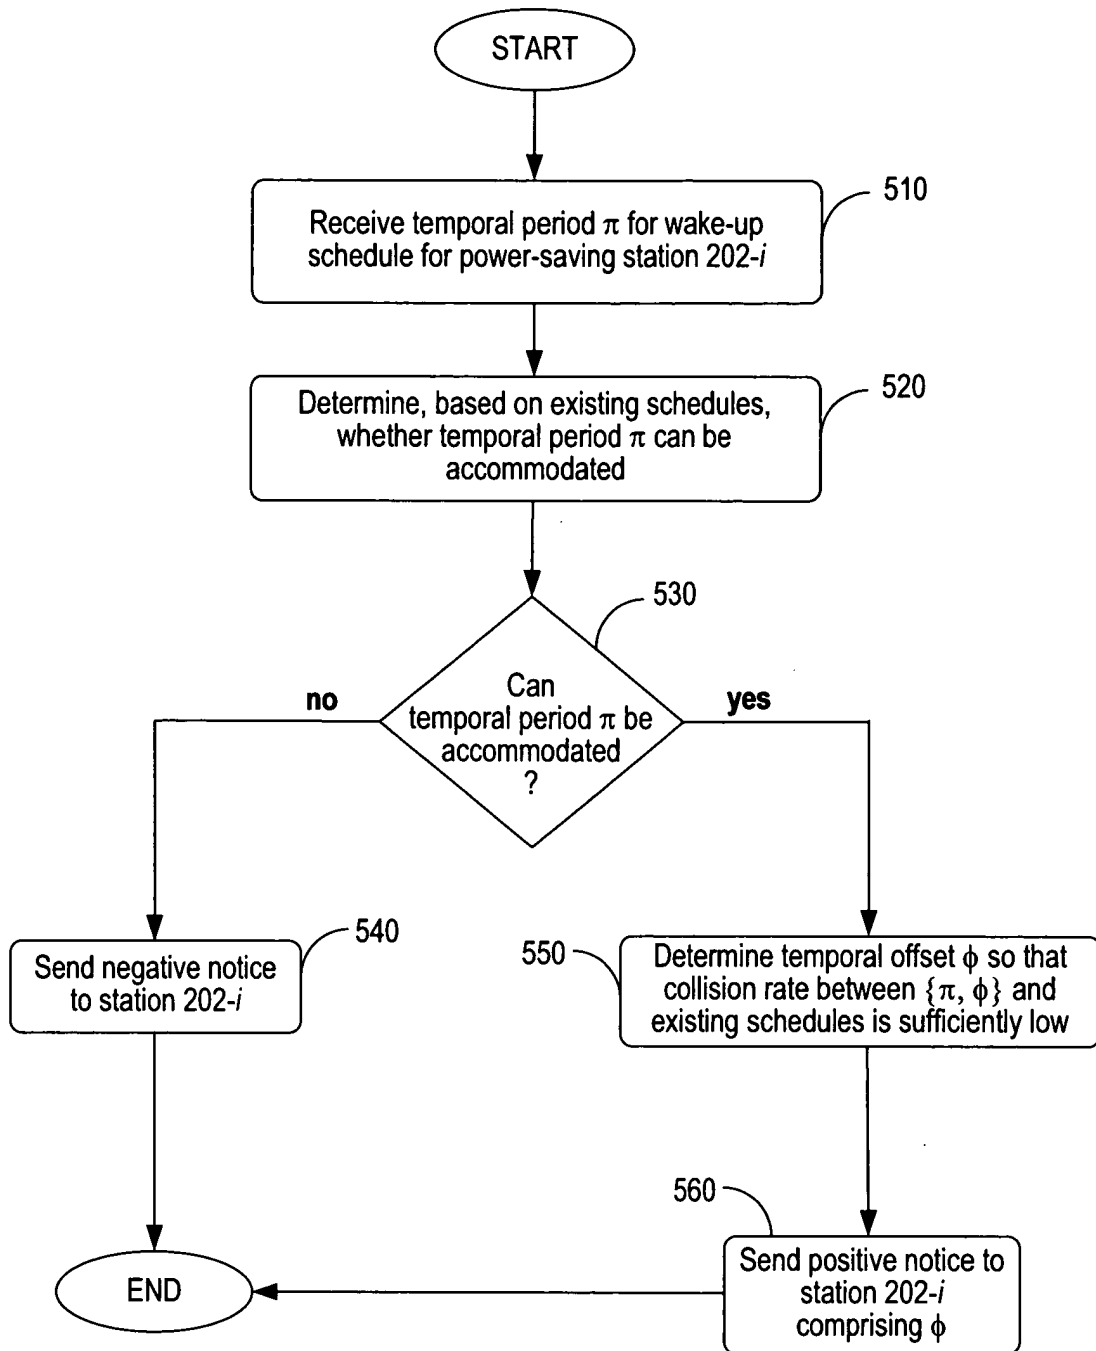 START
510
Receive temporal period π for wake-up
schedule for power-saving station 202-i
520
Determine, based on existing schedules,
whether temporal period π can be
accommodated
530
Can
temporal period π be
accommodated
?
no
yes
540
Send negative notice
to station 202-i
550
Determine temporal offset ϕ so that
collision rate between {π, ϕ} and
existing schedules is sufficiently low
560
Send positive notice to
station 202-i
comprising ϕ
END